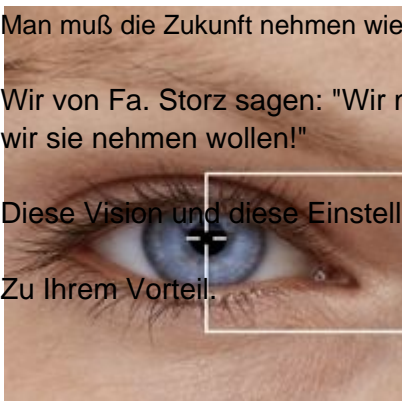 Man muß die Zukunft nehmen wie
Wir von Fa. Storz sagen: "Wir
wir sie nehmen wollen!"
Diese Vision und diese Einstell
Zu Ihrem Vorteil.